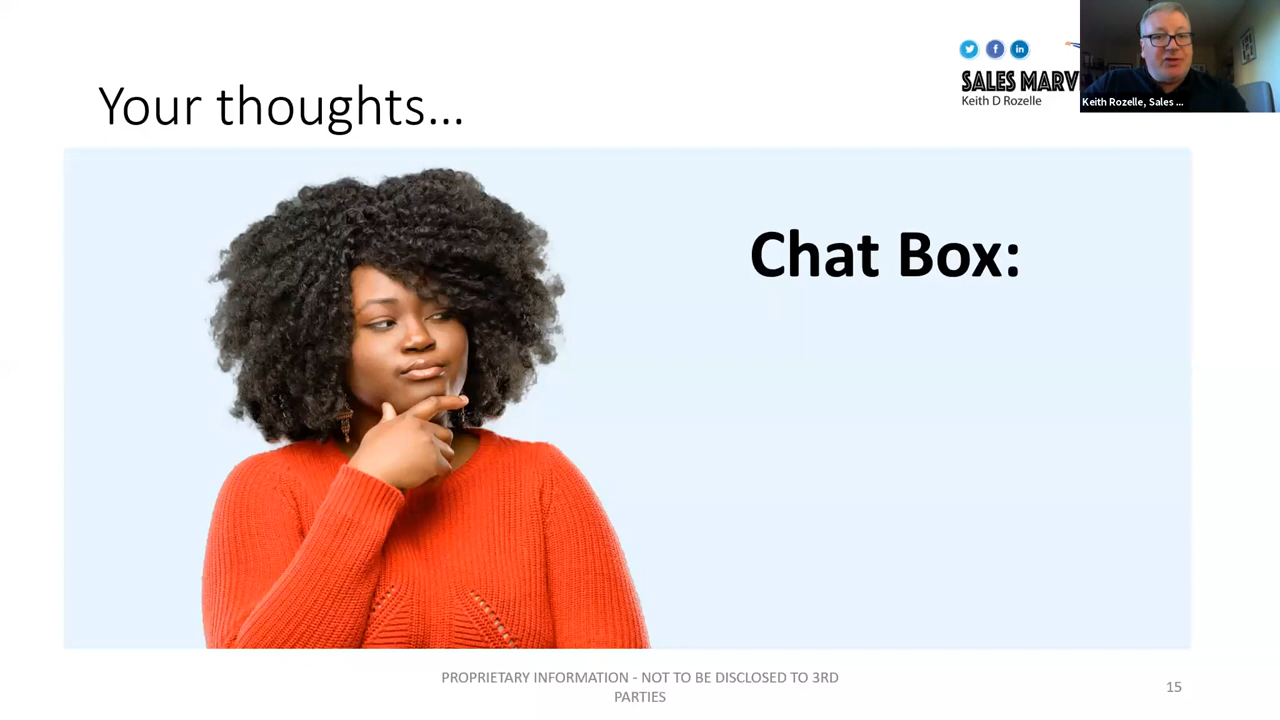 Your thoughts...
SALES MARV
Keith D Rozelle
Keith Rozelle, Sales ...
Chat Box:
PROPRIETARY INFORMATION - NOT TO BE DISCLOSED TO 3RD
PARTIES
15